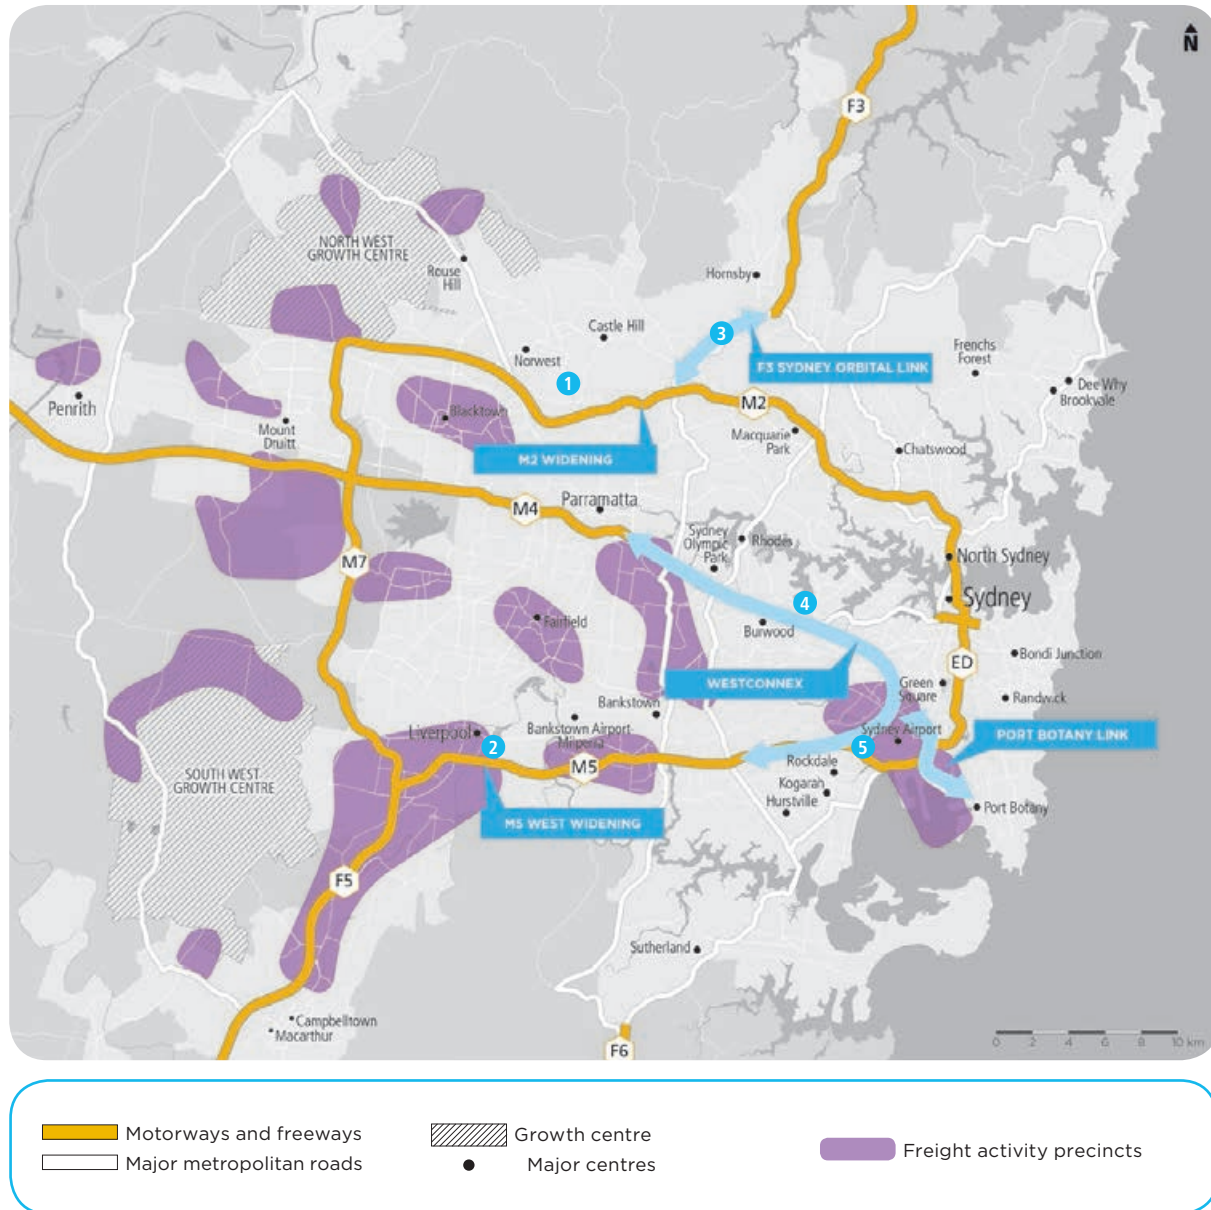 N
F3
NORTH WEST
GROWTH CENTRE
Rouse
Hill
Hornsby
3
Castle Hill
Norwest
1
F3 SYDNEY ORBITAL LINK
Frenchs
Forest
Dee Why
Brookvale
Penrith
Blacktown
M2
Mount
Druitt
Macquarie
Park
Chatswood
M2 WIDENING
Parramatta
M4
Sydney
Olympic
Park
Rhodes
North Sydney
M7
Sydney
4
Fairfield
Burwood
Bondi Junction
ED
WESTCONNEX
Green
Square
Randwick
Bankstown
Liverpool
Bankstown Airport-
Milperra
Sydney Airport
PORT BOTANY LINK
2
5
M5
Rockdale
Kogarah
Hurstville
SOUTH WEST
GROWTH CENTRE
Port Botany
M5 WEST WIDENING
F5
Sutherland
Campbelltown
Macarthur
F6
0 2 4 6 8 10 km
Motorways and freeways
Major metropolitan roads
Growth centre
Major centres
Freight activity precincts